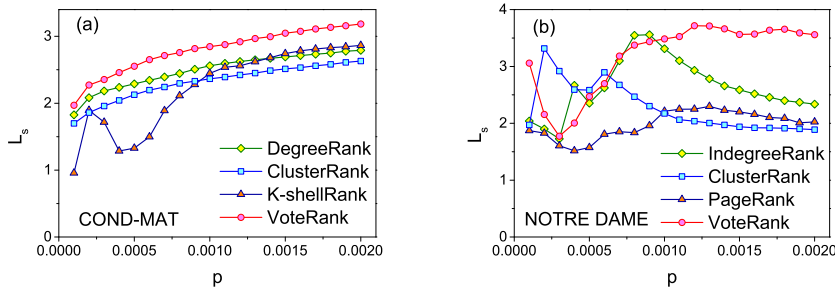 (a)
3
2
1
0
L_s
DegreeRank
ClusterRank
K-shellRank
VoteRank
COND-MAT
0.0000 0.0005 0.0010 0.0015 0.0020
p
(b)
4
3
2
1
0
L_s
IndegreeRank
ClusterRank
PageRank
VoteRank
NOTRE DAME
0.0000 0.0005 0.0010 0.0015 0.0020
p